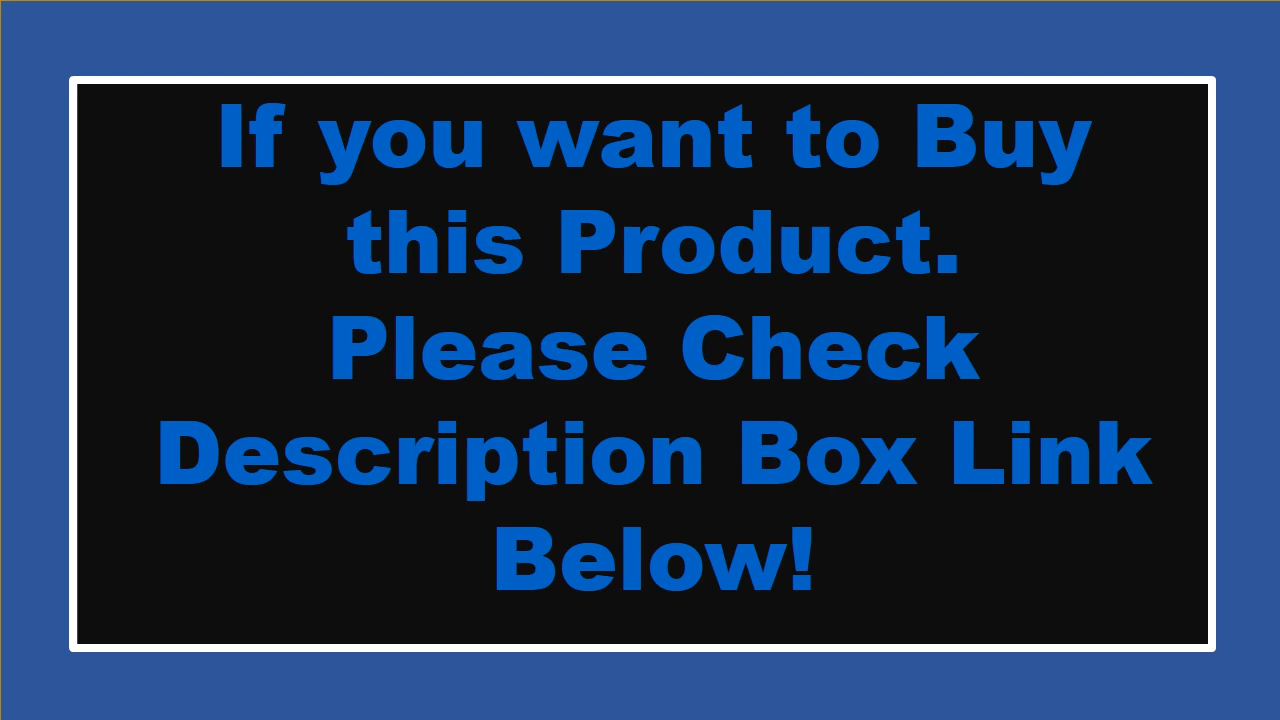 If you want to Buy
this Product.
Please Check
Description Box Link
Below!